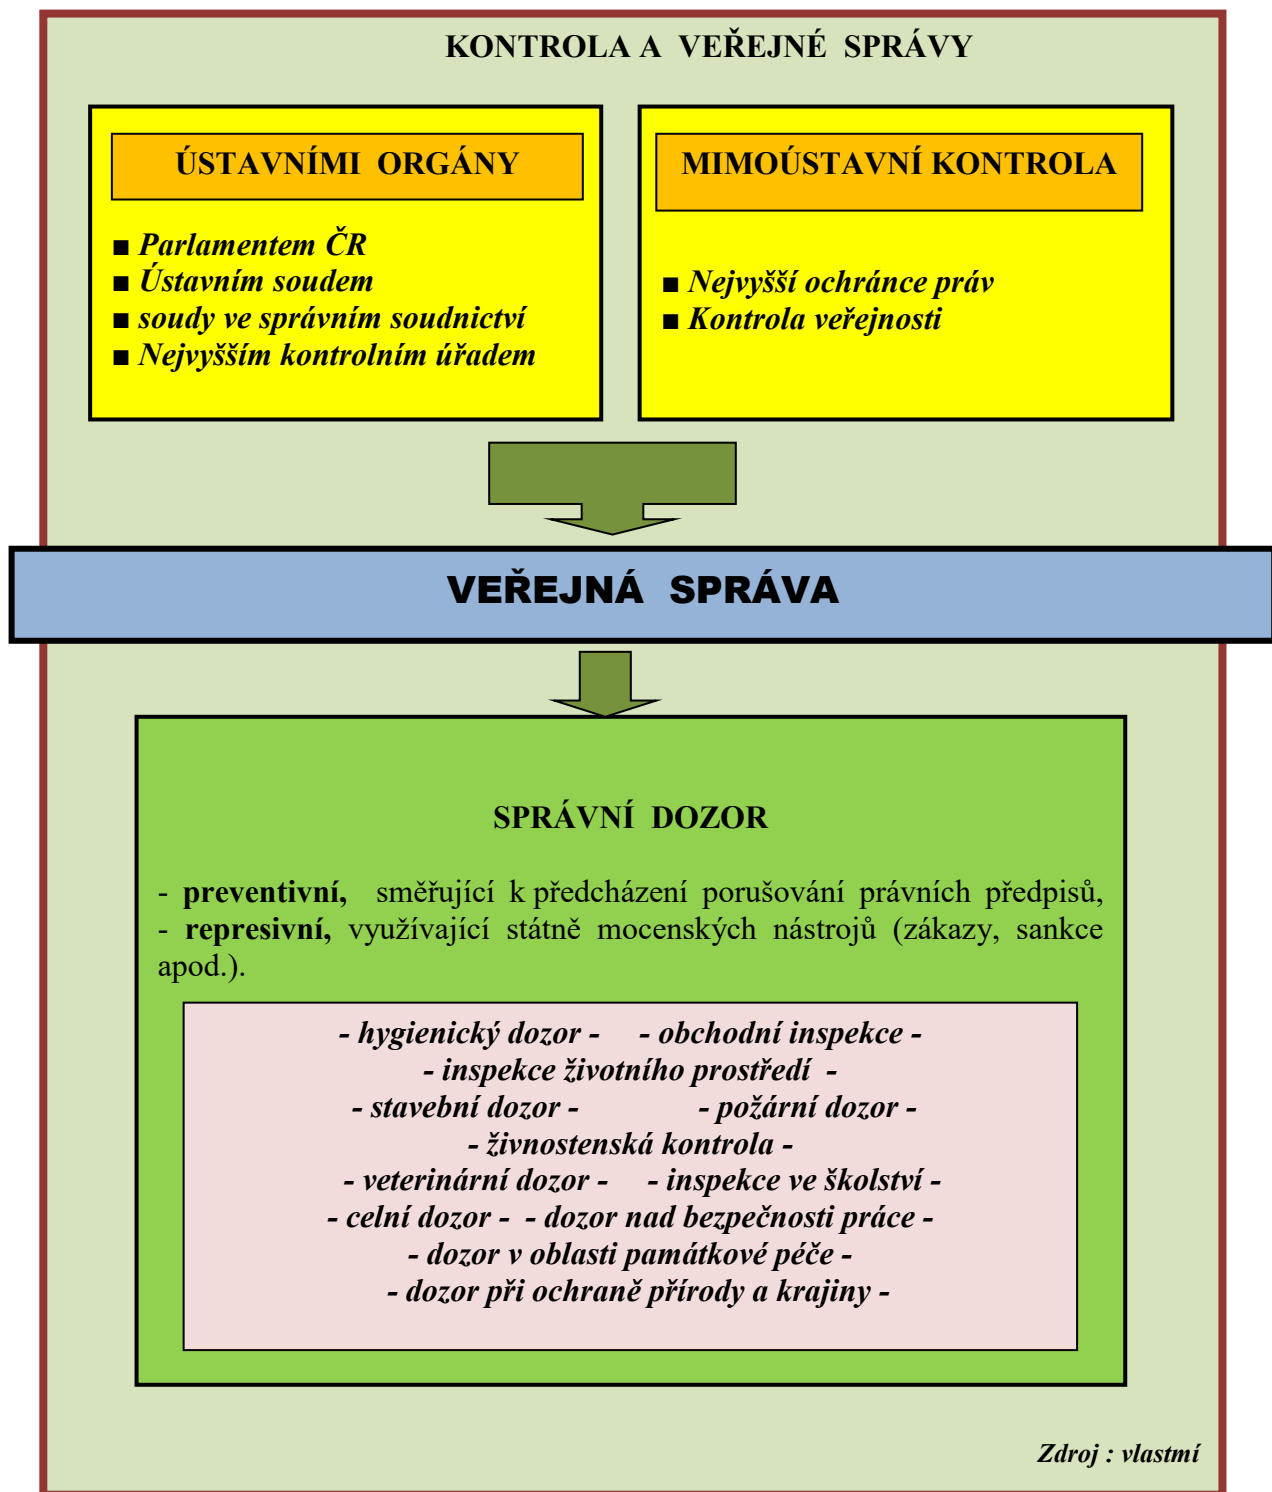 KONTROLA A VEŘEJNÉ SPRÁVY
ÚSTAVNÍMI ORGÁNY
■ Parlamentem ČR
■ Ústavním soudem
■ soudy ve správním soudnictví
■ Nejvyšším kontrolním úřadem
MIMOÚSTAVNÍ KONTROLA
■ Nejvyšší ochránce práv
■ Kontrola veřejnosti
VEŘEJNÁ SPRÁVA
SPRÁVNÍ DOZOR
- preventivní, směřující k předcházení porušování právních předpisů,
- represivní, využívající státně mocenských nástrojů (zákazy, sankce
apod.).
- hygienický dozor - - obchodní inspekce -
- inspekce životního prostředí -
- stavební dozor - - požární dozor -
- živnostenská kontrola -
- veterinární dozor - - inspekce ve školství -
- celní dozor - - dozor nad bezpečnosti práce -
- dozor v oblasti památkové péče -
- dozor při ochraně přírody a krajiny -
Zdroj : vlastmí